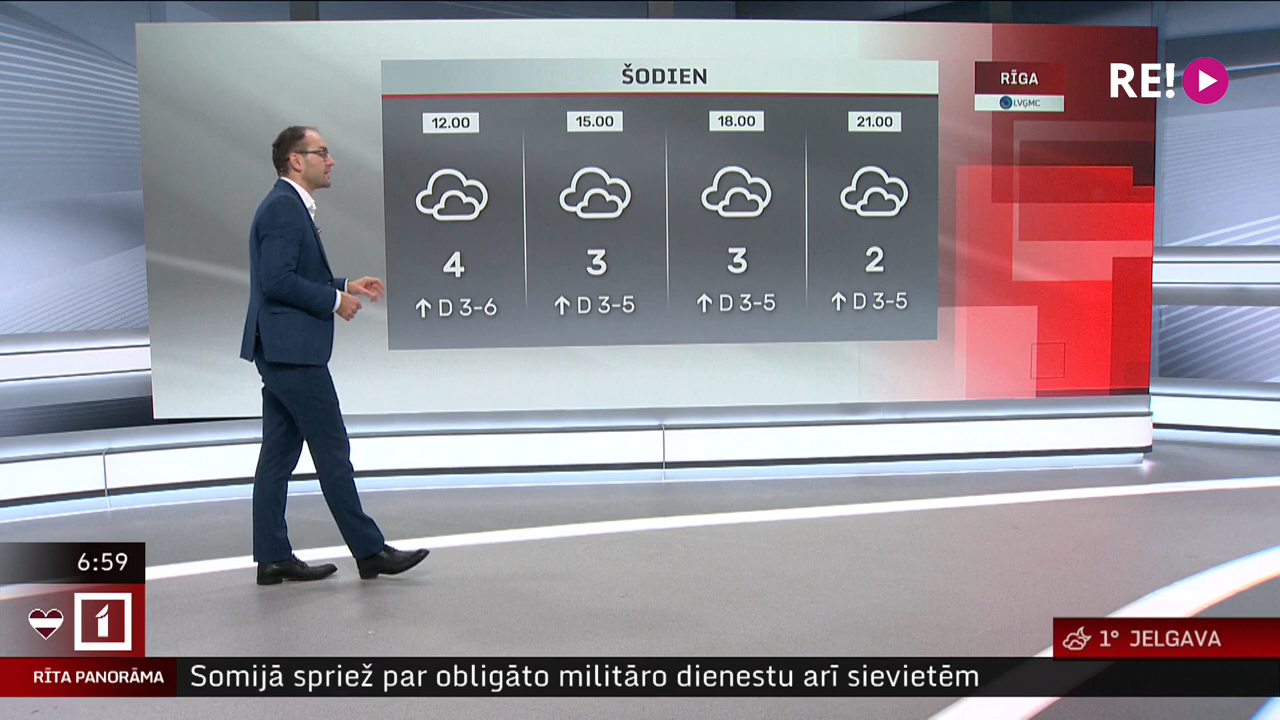 ŠODIEN
RĪGA
LVĢMC
RE!
12.00 15.00 18.00 21.00
4 3 3 2
↑ D 3-6 ↑ D 3-5 ↑ D 3-5 ↑ D 3-5
6:59
1
1° JELGAVA
RĪTA PANORĀMA
Somijā spriež par obligāto militāro dienestu arī sievietēm